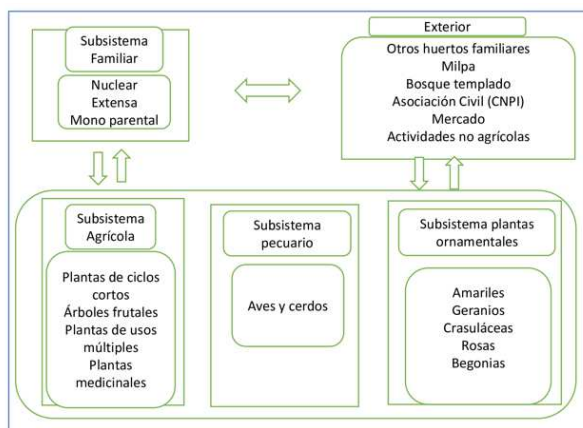 Subsistema
Familiar
Nuclear
Extensa
Mono parental
Exterior
Otros huertos familiares
Milpa
Bosque templado
Asociación Civil (CNPI)
Mercado
Actividades no agrícolas
Subsistema
Agrícola
Plantas de ciclos
cortos
Árboles frutales
Plantas de usos
múltiples
Plantas
medicinales
Subsistema
pecuario
Aves y cerdos
Subsistema plantas
ornamentales
Amariles
Geranios
Crasuláceas
Rosas
Begonias